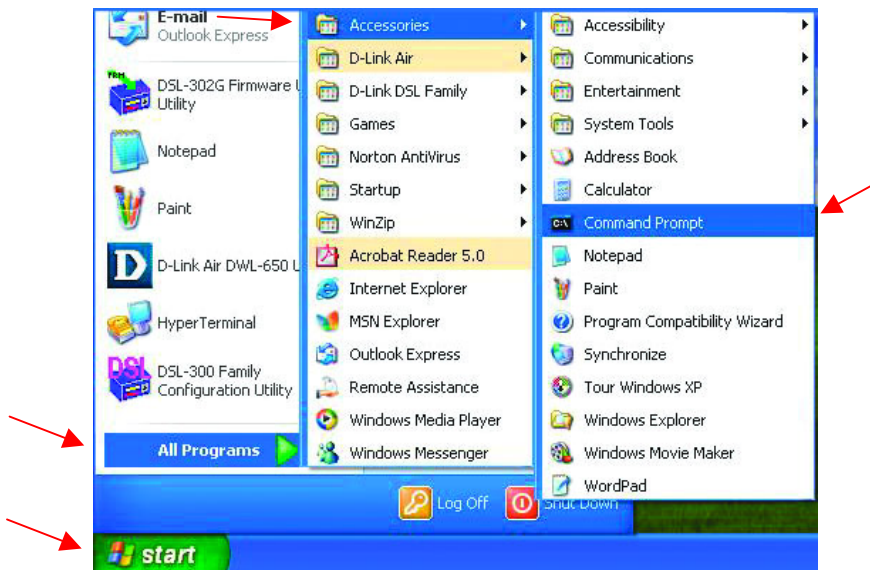 E-mail
Outlook Express
DSL-302G Firmware U
Utility
Notepad
Paint
D-Link Air DWL-650 U
HyperTerminal
DSL-300 Family
Configuration Utility
All Programs
Accessories
D-Link Air
D-Link DSL Family
Games
Norton AntiVirus
Startup
WinZip
Acrobat Reader 5.0
Internet Explorer
MSN Explorer
Outlook Express
Remote Assistance
Windows Media Player
Windows Messenger
Accessibility
Communications
Entertainment
System Tools
Address Book
Calculator
C:\ Command Prompt
Notepad
Paint
Program Compatibility Wizard
Synchronize
Tour Windows XP
Windows Explorer
Windows Movie Maker
WordPad
Log Off
Shut Down
start
FRM
D
DSL